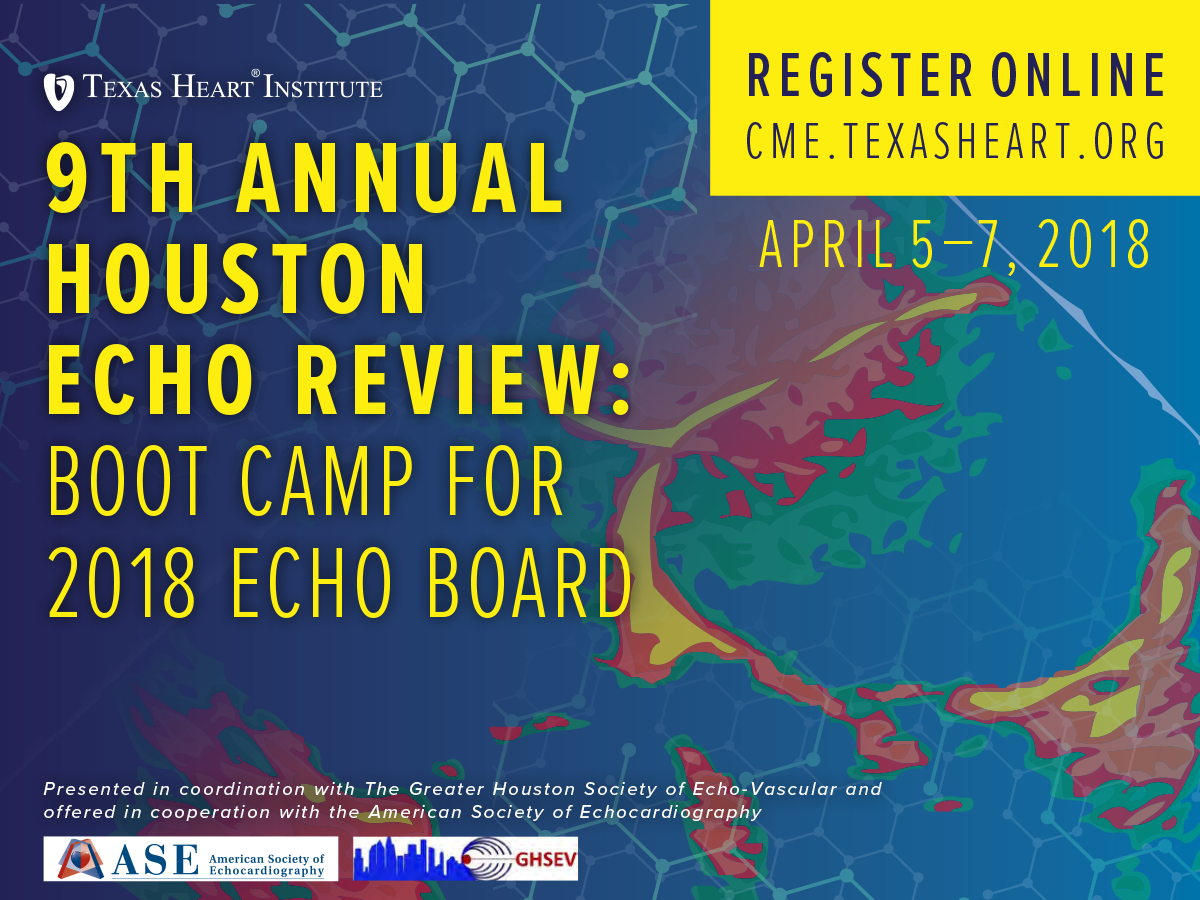 TEXAS HEART® INSTITUTE
9TH ANNUAL
HOUSTON
ECHO REVIEW:
BOOT CAMP FOR
2018 ECHO BOARD
REGISTER ONLINE
CME.TEXASHEART.ORG
APRIL 5–7, 2018
Presented in coordination with The Greater Houston Society of Echo-Vascular and
offered in cooperation with the American Society of Echocardiography
ASE
American Society of
Echocardiography
GHSEV